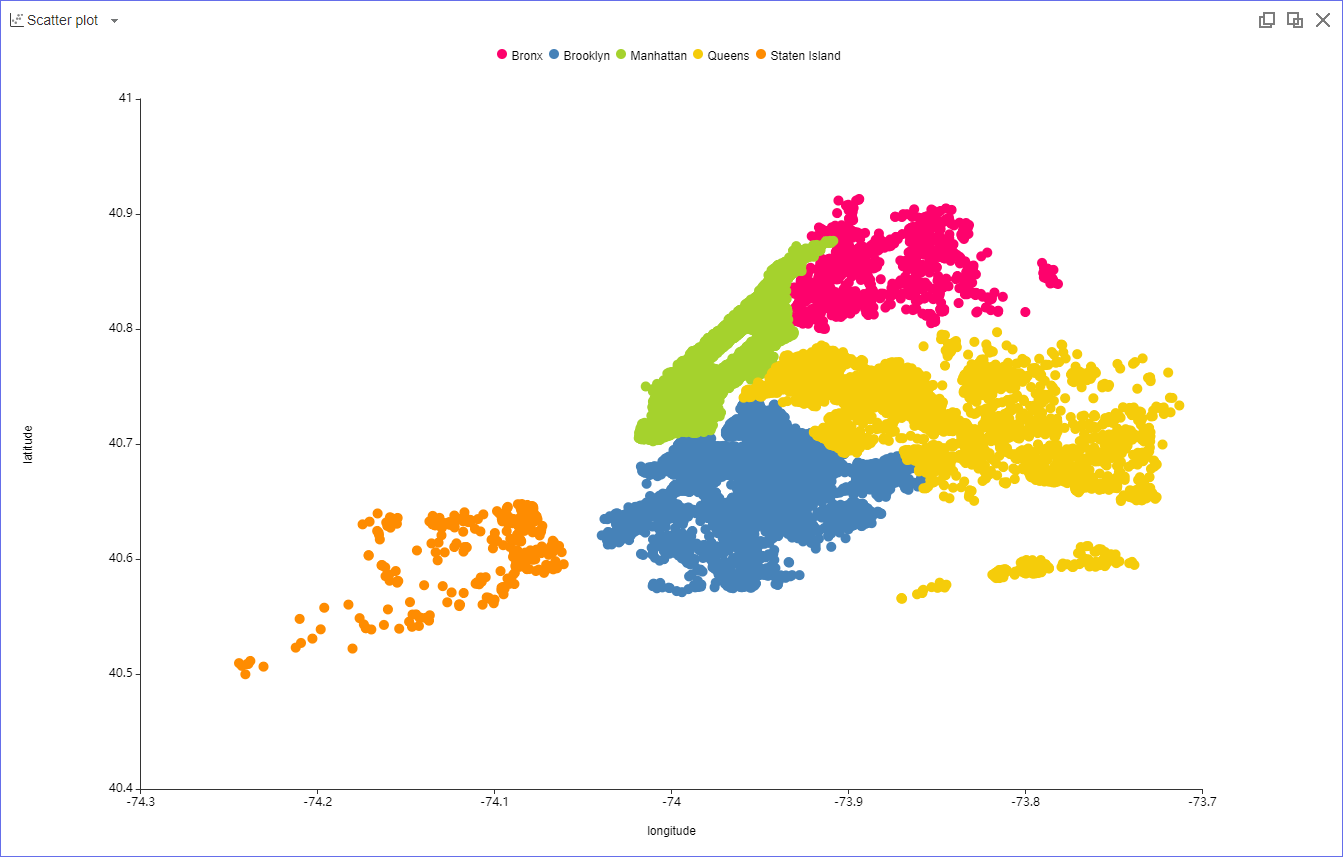 Scatter plot
Bronx Brooklyn Manhattan Queens Staten Island
41
40.9
40.8
40.7
40.6
40.5
40.4
latitude
-74.3 -74.2 -74.1 -74 -73.9 -73.8 -73.7
longitude